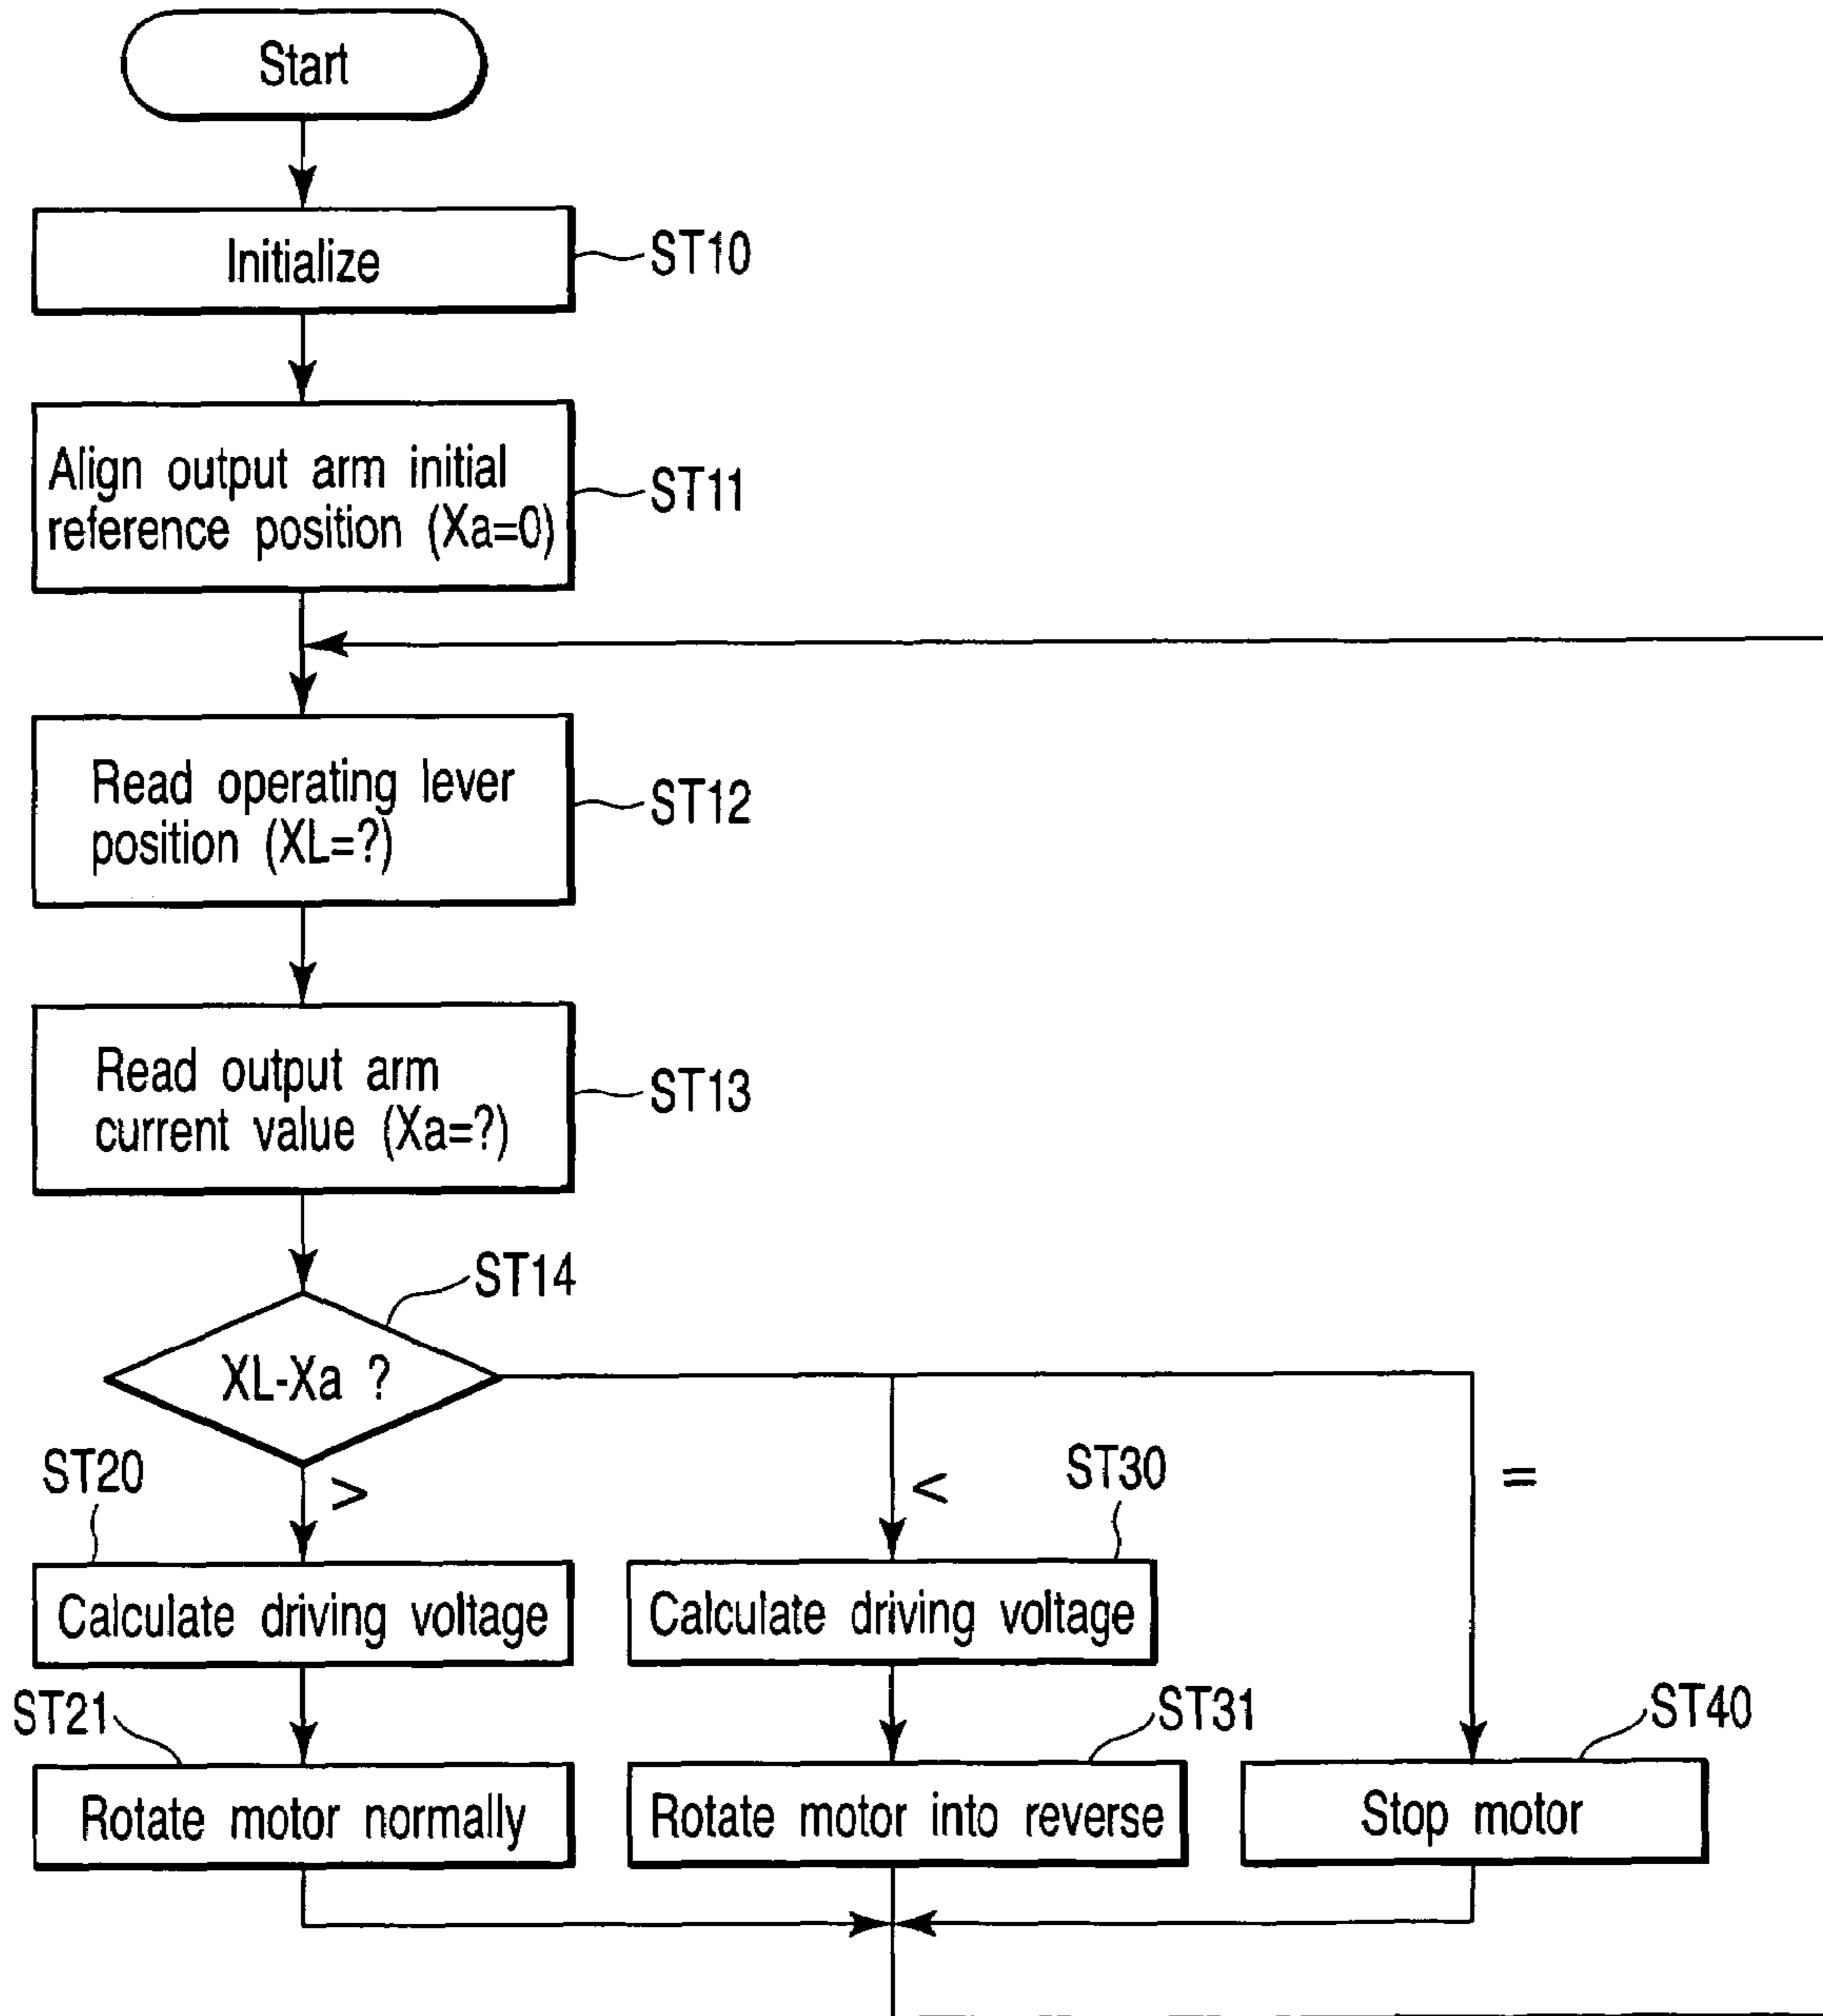 Start
Initialize
ST10
Align output arm initial
reference position (Xa=0)
ST11
Read operating lever
position (XL=?)
ST12
Read output arm
current value (Xa=?)
ST13
ST14
XL-Xa ?
ST20
>
<
ST30
=
Calculate driving voltage
Calculate driving voltage
ST21
ST31
ST40
Rotate motor normally
Rotate motor into reverse
Stop motor